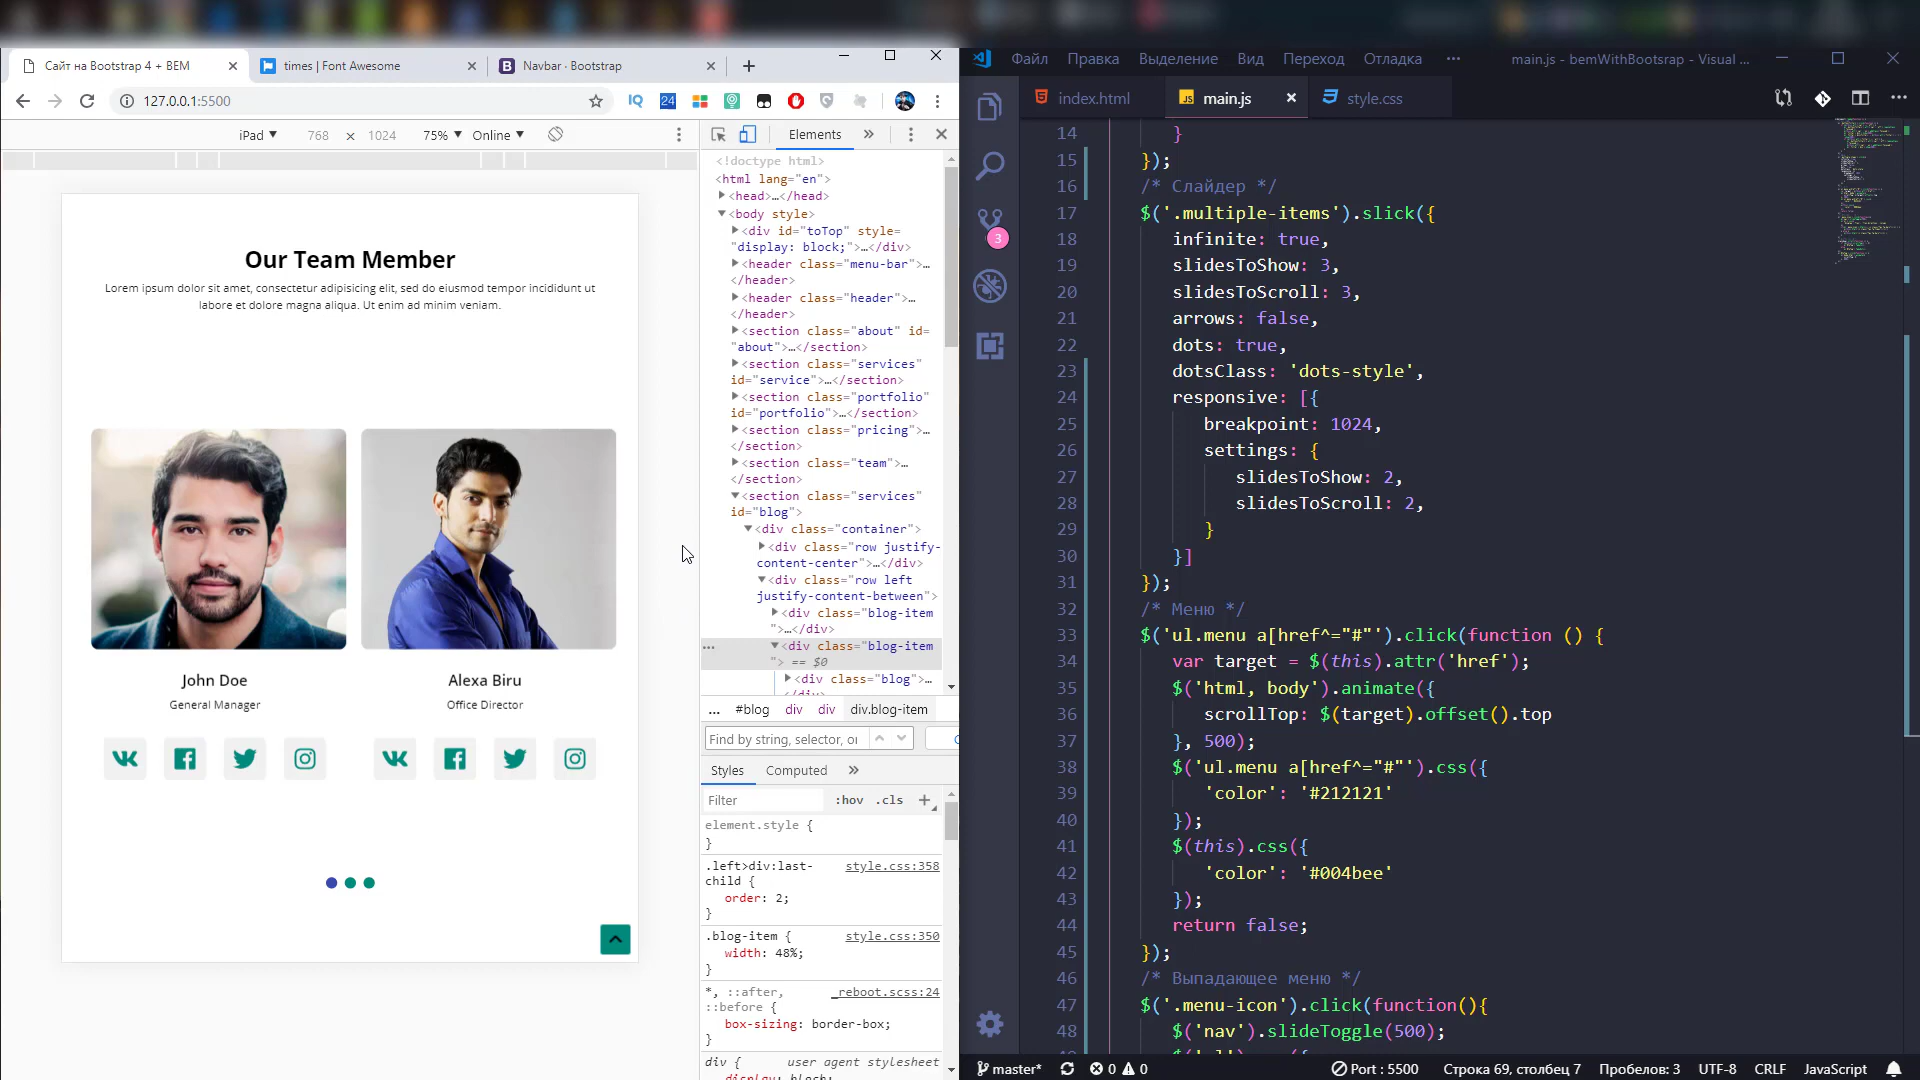 Сайт на Bootstrap 4 + BEM
times | Font Awesome
Navbar · Bootstrap
127.0.0.1:5500
IQ
24
iPad
768 x 1024
75%
Online
Our Team Member
Lorem ipsum dolor sit amet, consectetur adipisicing elit, sed do eiusmod tempor incididunt ut
labore et dolore magna aliqua. Ut enim ad minim veniam.
John Doe
General Manager
Alexa Biru
Office Director
Elements
<!doctype html>
<html lang="en">
<head>…</head>
<body style>
<div id="toTop" style=
"display: block;">…</div>
<header class="menu-bar">…
</header>
<header class="header">…
</header>
<section class="about" id=
"about">…</section>
<section class="services"
id="service">…</section>
<section class="portfolio"
id="portfolio">…</section>
<section class="pricing">…
</section>
<section class="team">…
</section>
<section class="services"
id="blog">
<div class="container">
<div class="row justify-
content-center">…</div>
<div class="row left
justify-content-between">
<div class="blog-item
">…</div>
<div class="blog-item
"> == $0
<div class="blog">…
</div>
... #blog div div div.blog-item
Find by string, selector, or
Styles
Computed
Filter
:hov .cls +
element.style {
}
.left>div:last-
child {
style.css:358
order: 2;
}
.blog-item {
style.css:350
width: 48%;
}
*, ::after,
::before {
_reboot.scss:24
box-sizing: border-box;
}
div {
user agent stylesheet
display: block;
Файл Правка Выделение Вид Переход Отладка ...
main.js - bemWithBootsrap - Visual ...
index.html
JS main.js
style.css
3
14 }
15 });
16 /* Слайдер */
17 $('.multiple-items').slick({
18 infinite: true,
19 slidesToShow: 3,
20 slidesToScroll: 3,
21 arrows: false,
22 dots: true,
23 dotsClass: 'dots-style',
24 responsive: [{
25 breakpoint: 1024,
26 settings: {
27 slidesToShow: 2,
28 slidesToScroll: 2,
29 }
30 }]
31 });
32 /* Меню */
33 $('ul.menu a[href^="#"').click(function () {
34 var target = $(this).attr('href');
35 $('html, body').animate({
36 scrollTop: $(target).offset().top
37 }, 500);
38 $('ul.menu a[href^="#"').css({
39 'color': '#212121'
40 });
41 $(this).css({
42 'color': '#004bee'
43 });
44 return false;
45 });
46 /* Выпадающее меню */
47 $('.menu-icon').click(function(){
48 $('nav').slideToggle(500);
master*
0 0
Port : 5500
Строка 69, столбец 7
Пробелов: 3
UTF-8
CRLF
JavaScript